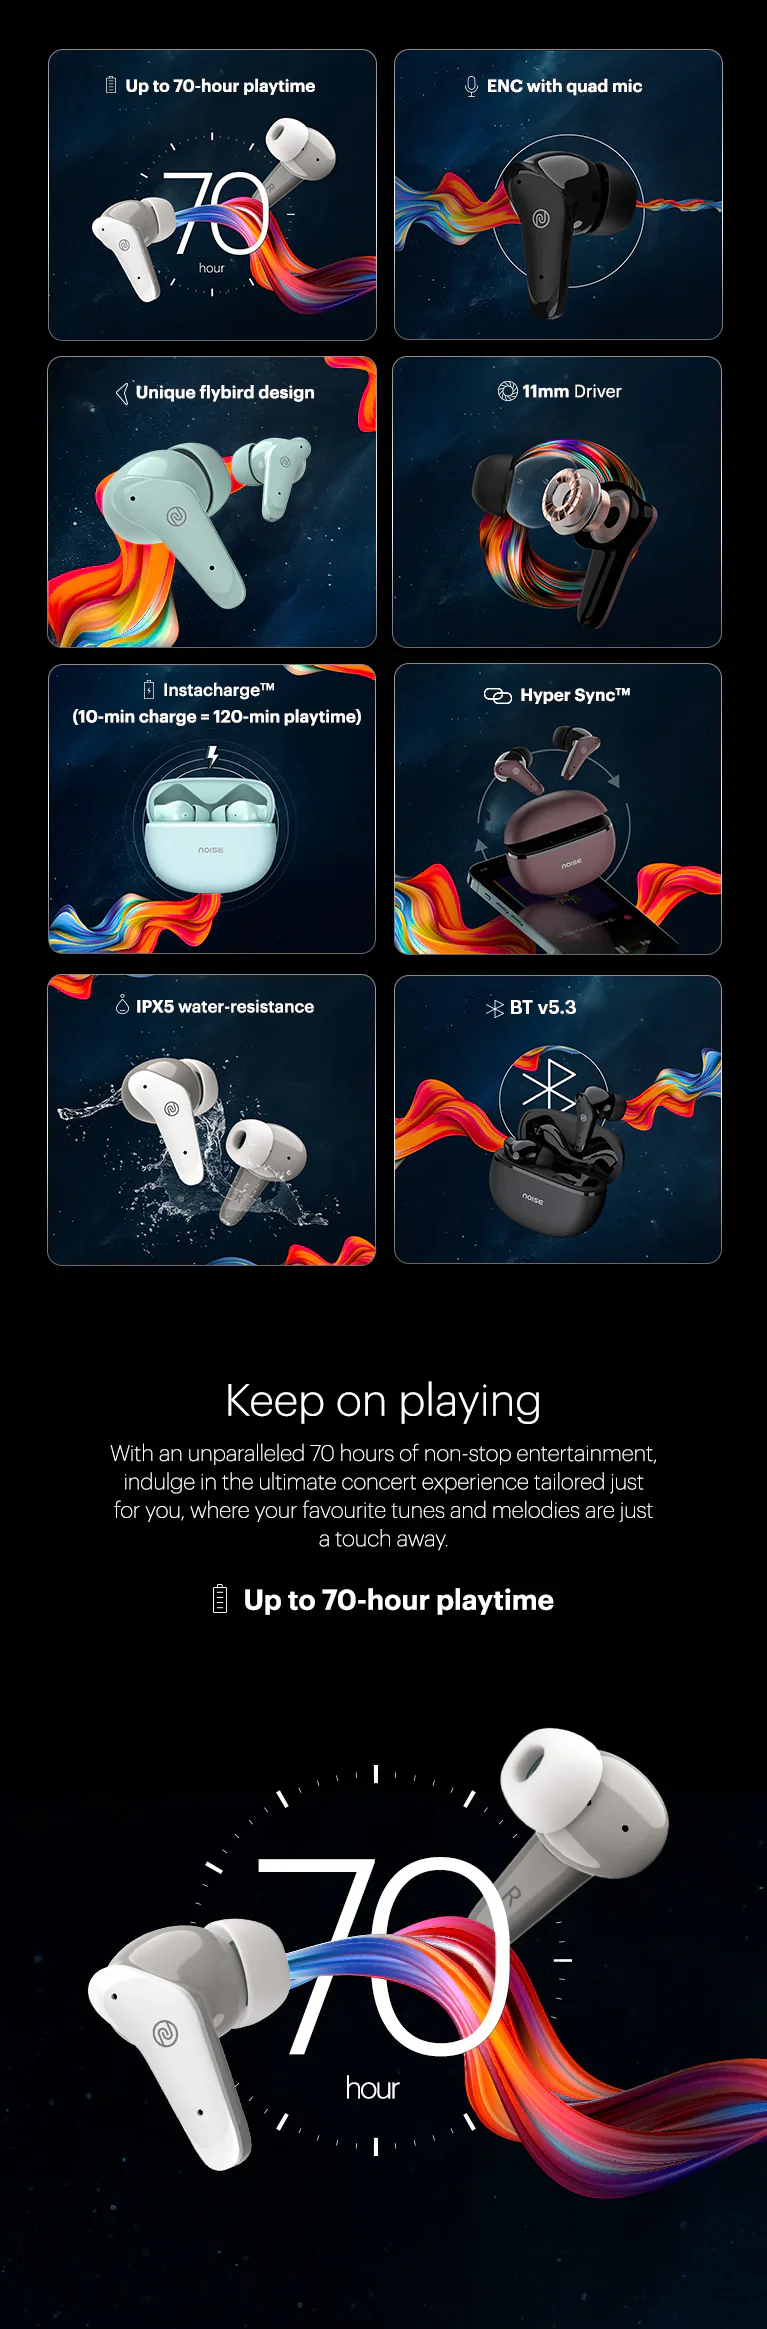 Up to 70-hour playtime
70
hour
R
ENC with quad mic
Unique flybird design
11mm Driver
Instacharge™
(10-min charge = 120-min playtime)
noise
Hyper Sync™
noise
IPX5 water-resistance
BT v5.3
noise
Keep on playing
With an unparalleled 70 hours of non-stop entertainment,
indulge in the ultimate concert experience tailored just
for you, where your favourite tunes and melodies are just
a touch away.
Up to 70-hour playtime
70
hour
R